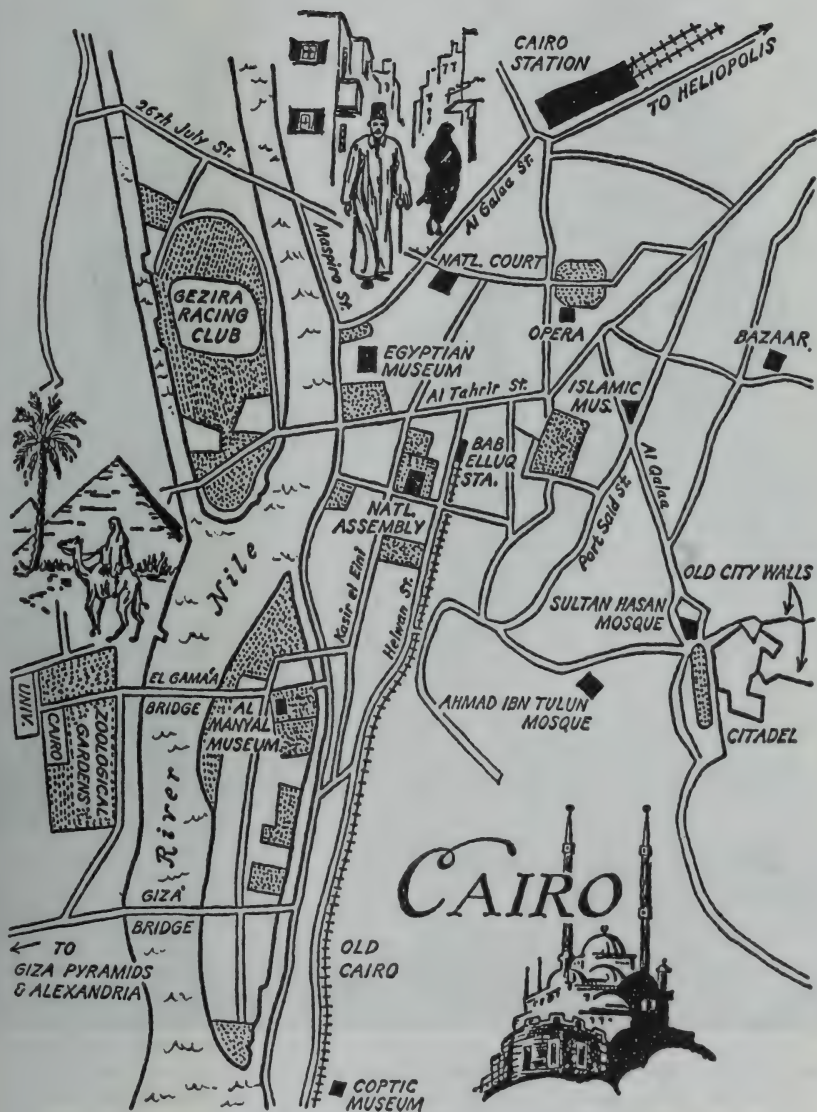 CAIRO
STATION
TO HELIOPOLIS
26th July St.
Al Galaa St.
Maspiro St.
NATL. COURT
GEZIRA
RACING
CLUB
OPERA
BAZAAR
EGYPTIAN
MUSEUM
Al Tahrir St.
ISLAMIC
MUS.
BAB
ELLUQ
STA.
Al Qalaa
NATL.
ASSEMBLY
Port Said St.
Nile
OLD CITY WALLS
Kasir el Eini
Helwan St.
SULTAN HASAN
MOSQUE
EL GAMA'A
BRIDGE
UNIV.
CAIRO
ZOOLOGICAL
GARDENS
AL
MANYAL
MUSEUM
AHMAD IBN TULUN
MOSQUE
CITADEL
River
CAIRO
GIZA
BRIDGE
← TO
GIZA PYRAMIDS
& ALEXANDRIA
OLD
CAIRO
COPTIC
MUSEUM